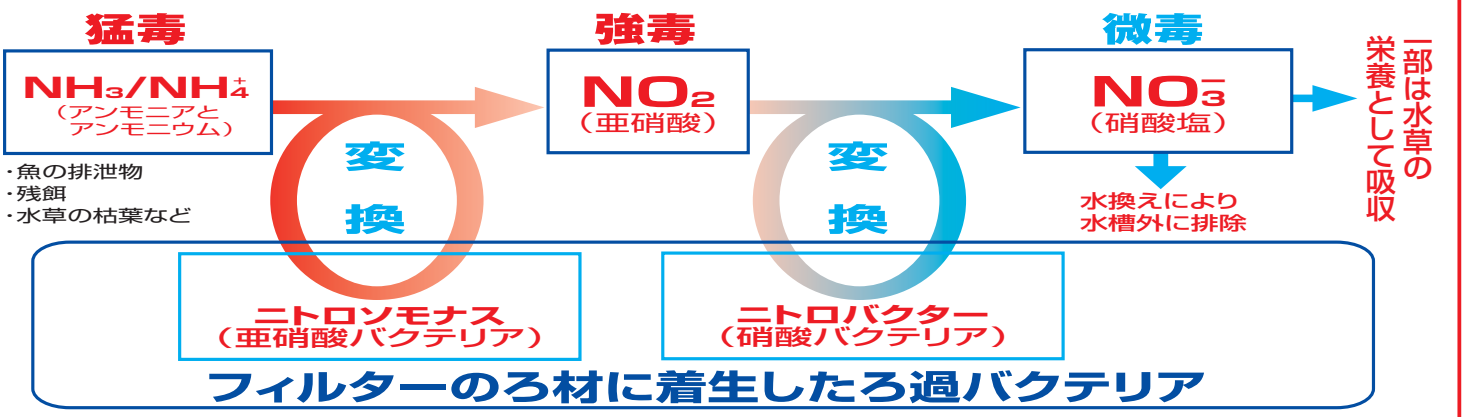 猛毒
NH₃/NH₄⁺
（アンモニアと
アンモニウム）
・魚の排泄物
・残餌
・水草の枯葉など
変
換
強毒
NO₂
（亜硝酸）
変
換
微毒
NO₃⁻
（硝酸塩）
水換えにより
水槽外に排除
一部は水草の
栄養として吸収
ニトロソモナス
（亜硝酸バクテリア）
ニトロバクター
（硝酸バクテリア）
フィルターのろ材に着生したろ過バクテリア